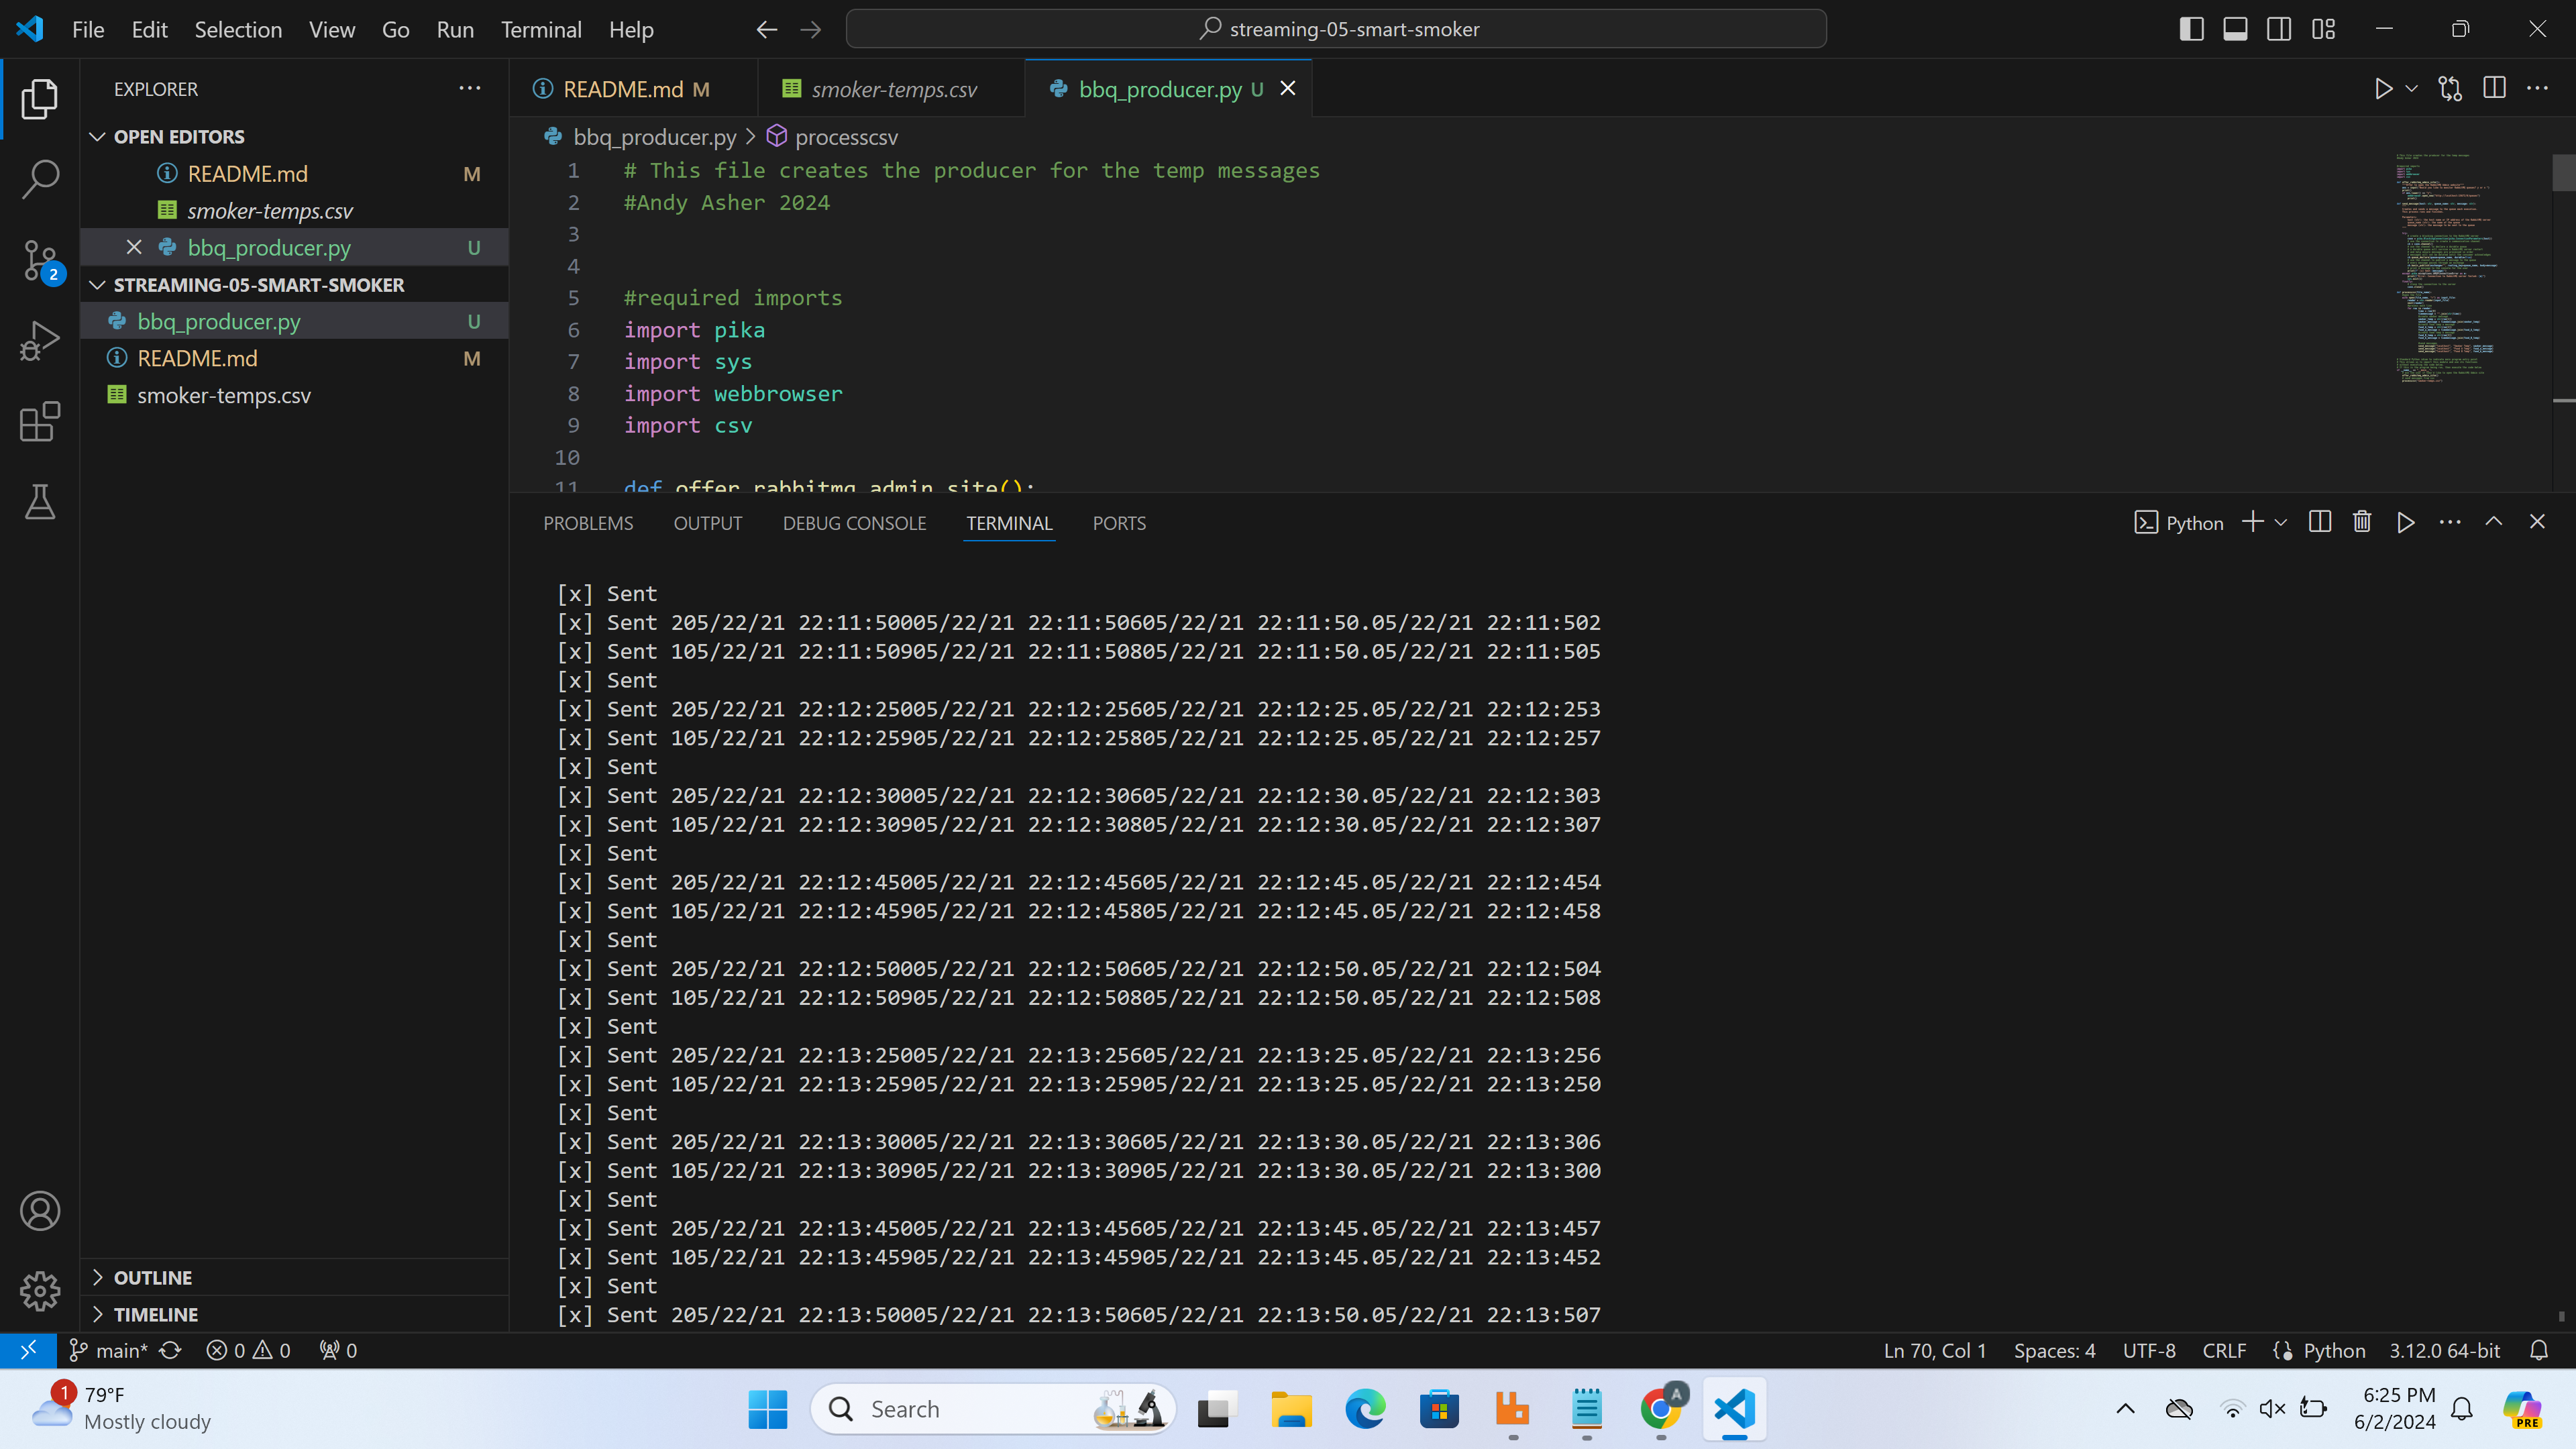 File Edit Selection View Go Run Terminal Help
streaming-05-smart-smoker
EXPLORER
OPEN EDITORS
README.md M
smoker-temps.csv
bbq_producer.py U
STREAMING-05-SMART-SMOKER
bbq_producer.py U
README.md M
smoker-temps.csv
2
OUTLINE
TIMELINE
README.md M
smoker-temps.csv
bbq_producer.py U
bbq_producer.py > processcsv
1 # This file creates the producer for the temp messages
2 #Andy Asher 2024
3
4
5 #required imports
6 import pika
7 import sys
8 import webbrowser
9 import csv
10
11 def offer_rabbitmq_admin_site():
PROBLEMS OUTPUT DEBUG CONSOLE TERMINAL PORTS
Python
[x] Sent
[x] Sent 205/22/21 22:11:50005/22/21 22:11:50605/22/21 22:11:50.05/22/21 22:11:502
[x] Sent 105/22/21 22:11:50905/22/21 22:11:50805/22/21 22:11:50.05/22/21 22:11:505
[x] Sent
[x] Sent 205/22/21 22:12:25005/22/21 22:12:25605/22/21 22:12:25.05/22/21 22:12:253
[x] Sent 105/22/21 22:12:25905/22/21 22:12:25805/22/21 22:12:25.05/22/21 22:12:257
[x] Sent
[x] Sent 205/22/21 22:12:30005/22/21 22:12:30605/22/21 22:12:30.05/22/21 22:12:303
[x] Sent 105/22/21 22:12:30905/22/21 22:12:30805/22/21 22:12:30.05/22/21 22:12:307
[x] Sent
[x] Sent 205/22/21 22:12:45005/22/21 22:12:45605/22/21 22:12:45.05/22/21 22:12:454
[x] Sent 105/22/21 22:12:45905/22/21 22:12:45805/22/21 22:12:45.05/22/21 22:12:458
[x] Sent
[x] Sent 205/22/21 22:12:50005/22/21 22:12:50605/22/21 22:12:50.05/22/21 22:12:504
[x] Sent 105/22/21 22:12:50905/22/21 22:12:50805/22/21 22:12:50.05/22/21 22:12:508
[x] Sent
[x] Sent 205/22/21 22:13:25005/22/21 22:13:25605/22/21 22:13:25.05/22/21 22:13:256
[x] Sent 105/22/21 22:13:25905/22/21 22:13:25905/22/21 22:13:25.05/22/21 22:13:250
[x] Sent
[x] Sent 205/22/21 22:13:30005/22/21 22:13:30605/22/21 22:13:30.05/22/21 22:13:306
[x] Sent 105/22/21 22:13:30905/22/21 22:13:30905/22/21 22:13:30.05/22/21 22:13:300
[x] Sent
[x] Sent 205/22/21 22:13:45005/22/21 22:13:45605/22/21 22:13:45.05/22/21 22:13:457
[x] Sent 105/22/21 22:13:45905/22/21 22:13:45905/22/21 22:13:45.05/22/21 22:13:452
[x] Sent
[x] Sent 205/22/21 22:13:50005/22/21 22:13:50605/22/21 22:13:50.05/22/21 22:13:507
main* 0 0 0 Ln 70, Col 1 Spaces: 4 UTF-8 CRLF Python 3.12.0 64-bit
1 79°F
Mostly cloudy
Search
A
6:25 PM
6/2/2024
PRE